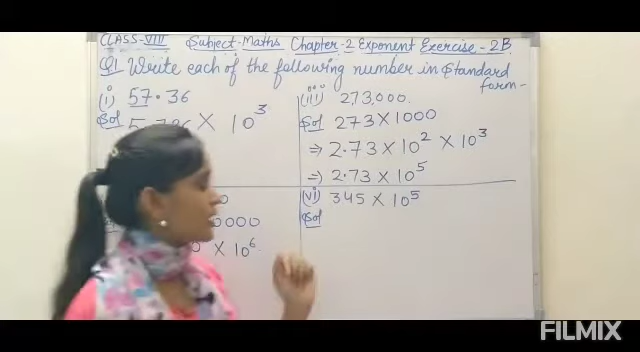 CLASS-VIII Subject-Maths Chapter-2 Exponent Exercise-2B
Q1 Write each of the following number in Standard form-
(i) 57.36
Sol
× 10³
(iii) 273,000.
Sol 273×1000
⇒ 2.73 × 10² × 10³
⇒ 2.73 × 10⁵
0000
× 10⁶
(vi) 345 × 10⁵
Sol
FILMIX